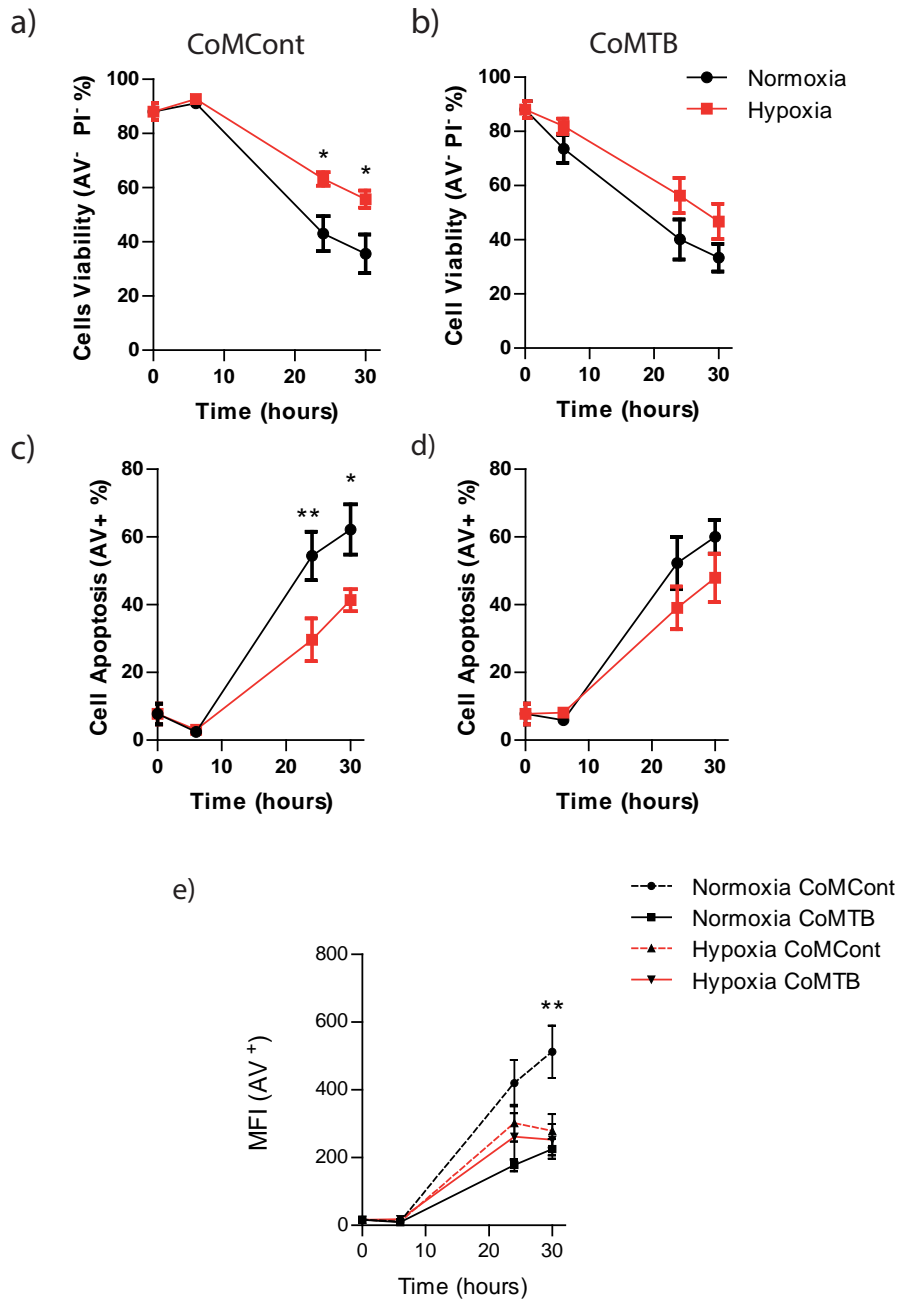 a)
CoMCont
b)
CoMTB
Normoxia
Hypoxia
Cells Viability (AV⁻ PI⁻ %)
100
80
60
40
20
0
*
*
0 10 20 30
Time (hours)
Cell Viablity (AV⁻ PI⁻ %)
100
80
60
40
20
0
0 10 20 30
Time (hours)
c)
Cell Apoptosis (AV+ %)
80
60
40
20
0
**
*
0 10 20 30
Time (hours)
d)
Cell Apoptosis (AV+ %)
80
60
40
20
0
0 10 20 30
Time (hours)
e)
Normoxia CoMCont
Normoxia CoMTB
Hypoxia CoMCont
Hypoxia CoMTB
MFI (AV⁺)
800
600
400
200
0
**
0 10 20 30
Time (hours)